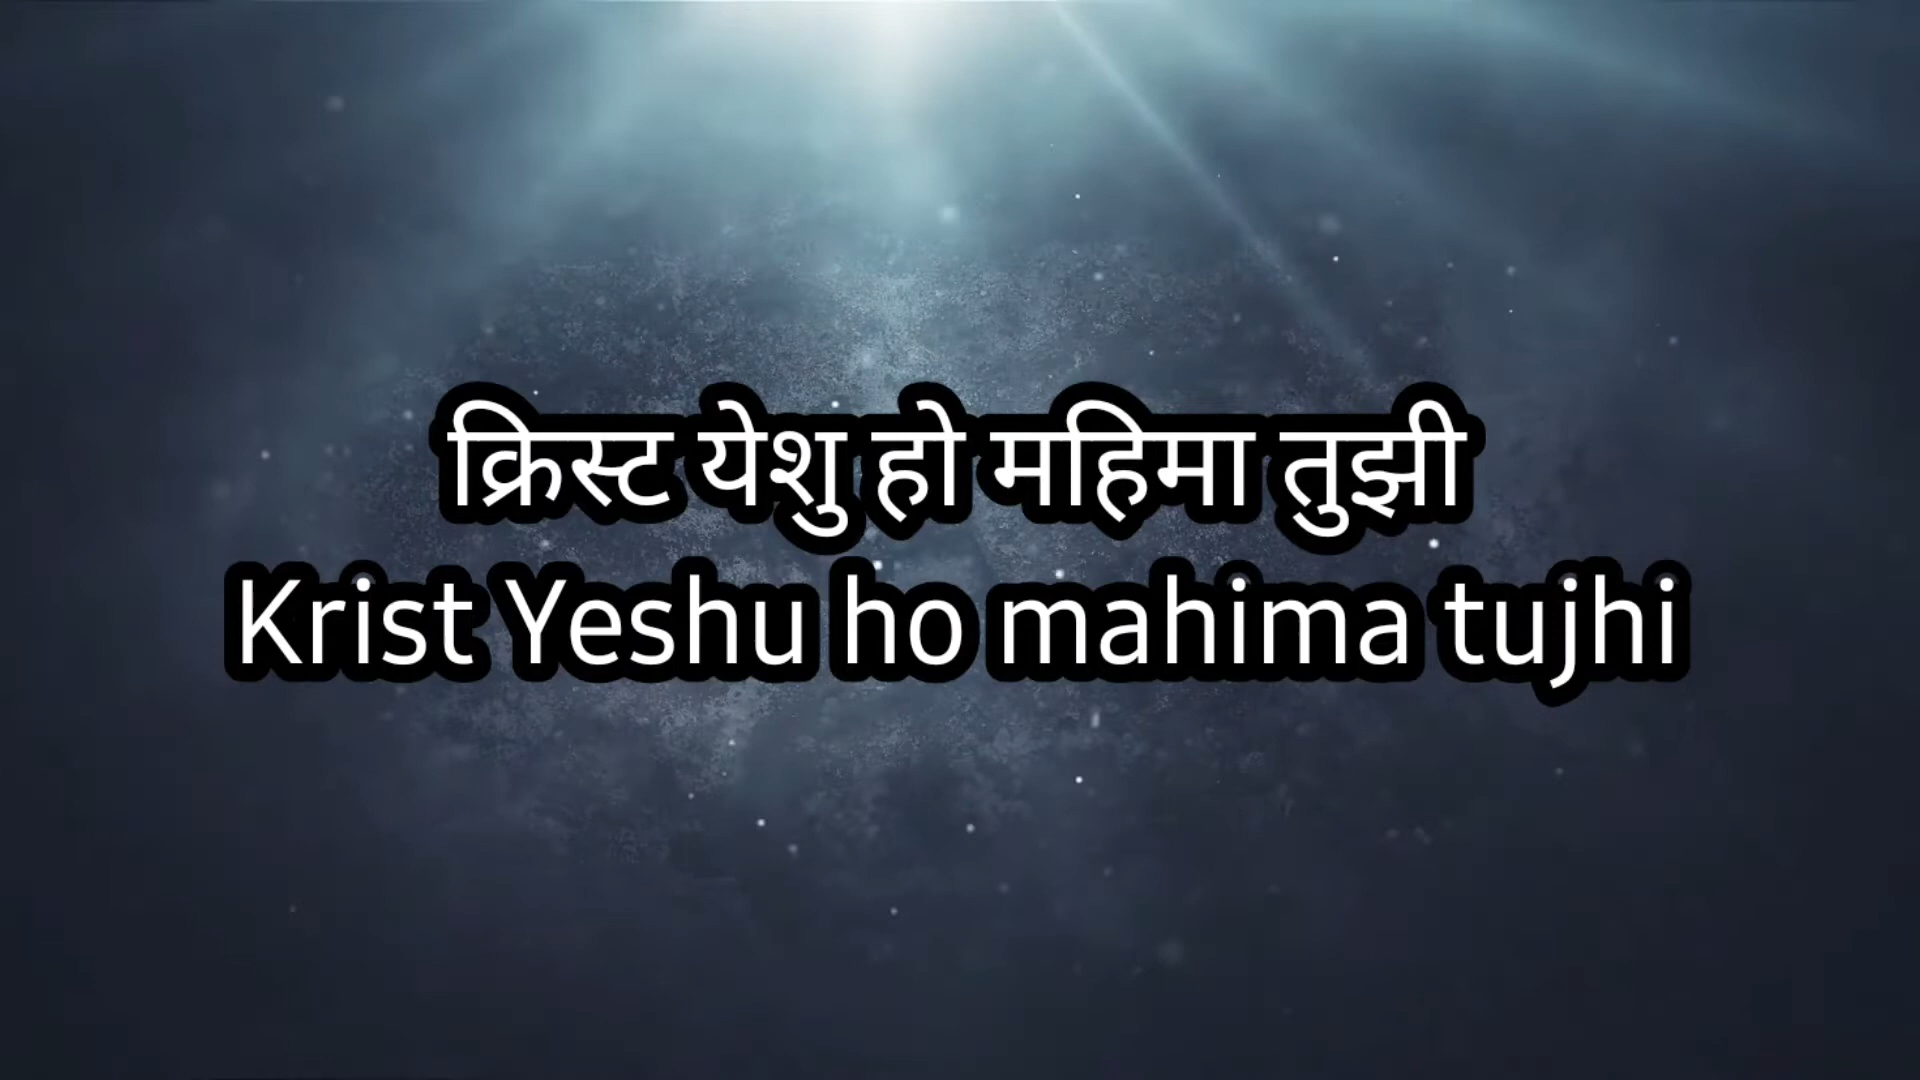 क्रिस्ट येशु हो महिमा तुझी
Krist Yeshu ho mahima tujhi